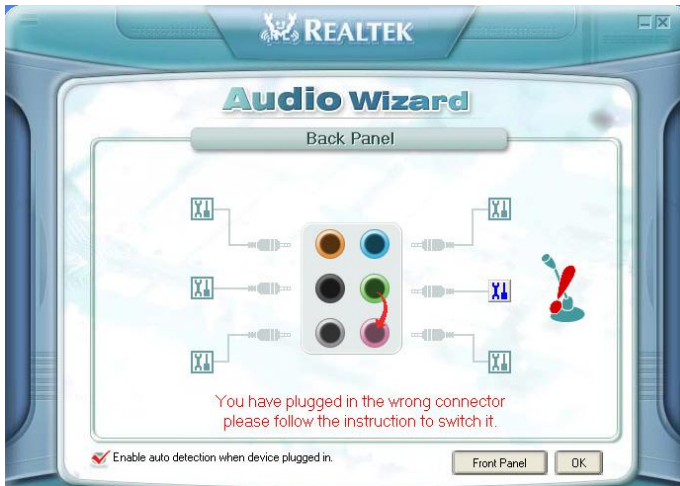 REALTEK
Audio Wizard
Back Panel
You have plugged in the wrong connector
please follow the instruction to switch it.
Enable auto detection when device plugged in.
Front Panel
OK